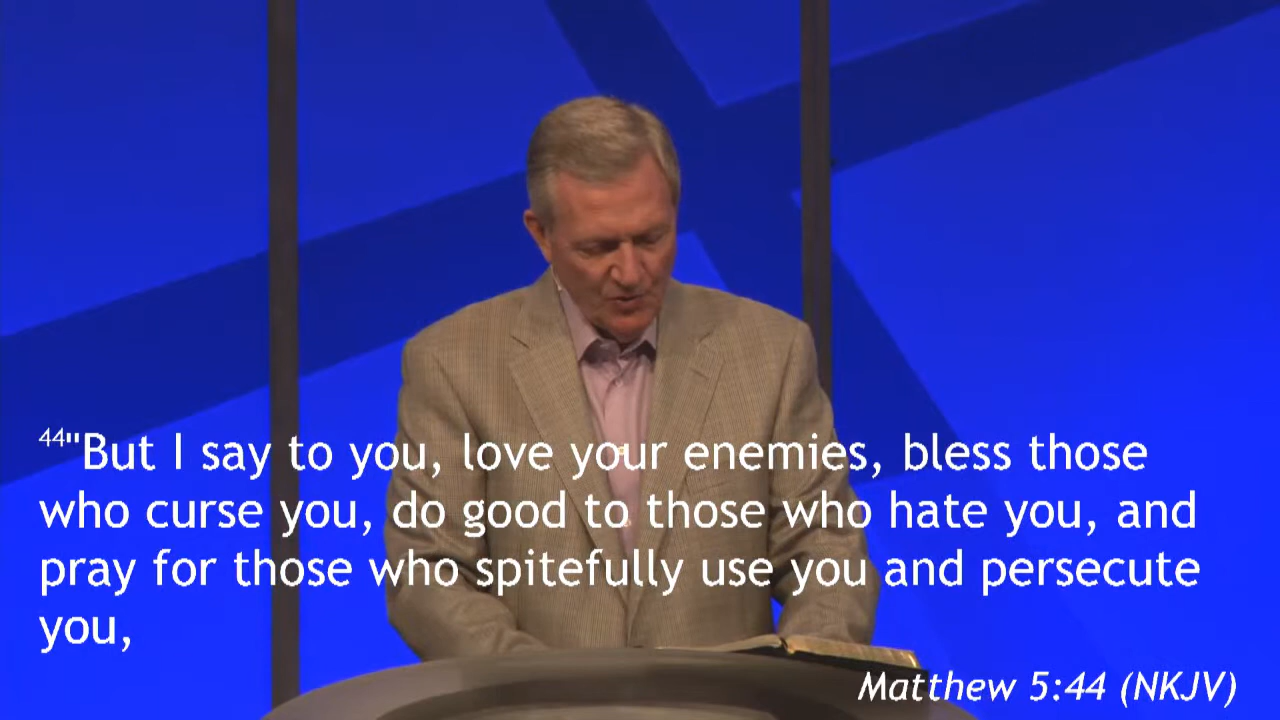 44"But I say to you, love your enemies, bless those
who curse you, do good to those who hate you, and
pray for those who spitefully use you and persecute
you,
Matthew 5:44 (NKJV)